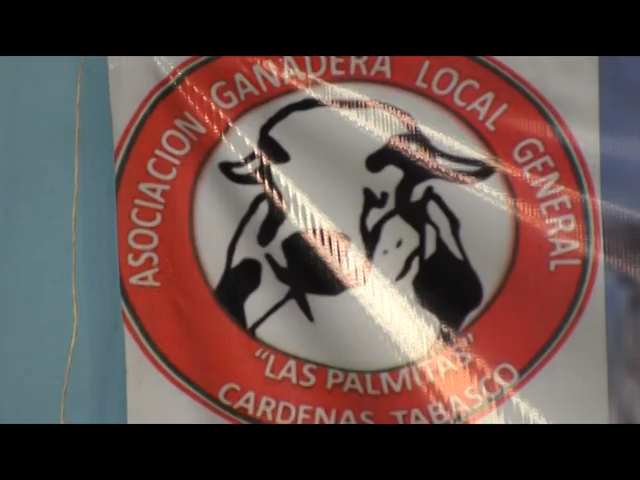 ASOCIACION GANADERA LOCAL GENERAL
"LAS PALMITAS"
CARDENAS TABASCO